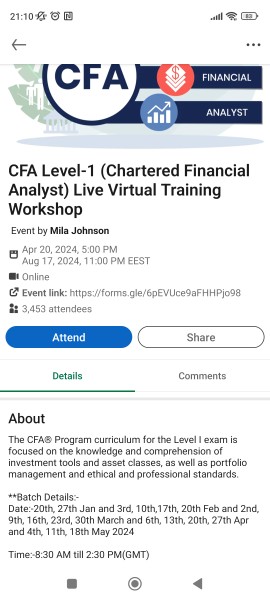 21:10
83
CFA
FINANCIAL
ANALYST
CFA Level-1 (Chartered Financial
Analyst) Live Virtual Training
Workshop
Event by Mila Johnson
Apr 20, 2024, 5:00 PM
Aug 17, 2024, 11:00 PM EEST
Online
Event link: https://forms.gle/6pEVUce9aFHHPjo98
3,453 attendees
Attend
Share
Details
Comments
About
The CFA® Program curriculum for the Level I exam is
focused on the knowledge and comprehension of
investment tools and asset classes, as well as portfolio
management and ethical and professional standards.
**Batch Details:-
Date:-20th, 27th Jan and 3rd, 10th,17th, 20th Feb and 2nd,
9th, 16th, 23rd, 30th March and 6th, 13th, 20th, 27th Apr
and 4th, 11th, 18th May 2024
Time:-8:30 AM till 2:30 PM(GMT)